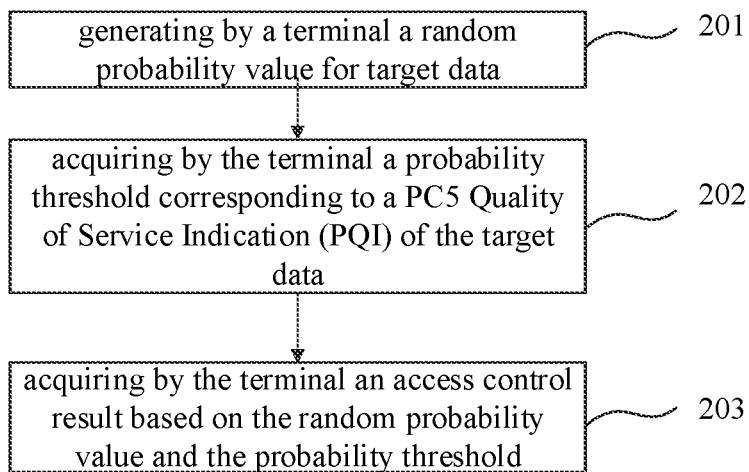 generating by a terminal a random
probability value for target data
201
acquiring by the terminal a probability
threshold corresponding to a PC5 Quality
of Service Indication (PQI) of the target
data
202
acquiring by the terminal an access control
result based on the random probability
value and the probability threshold
203